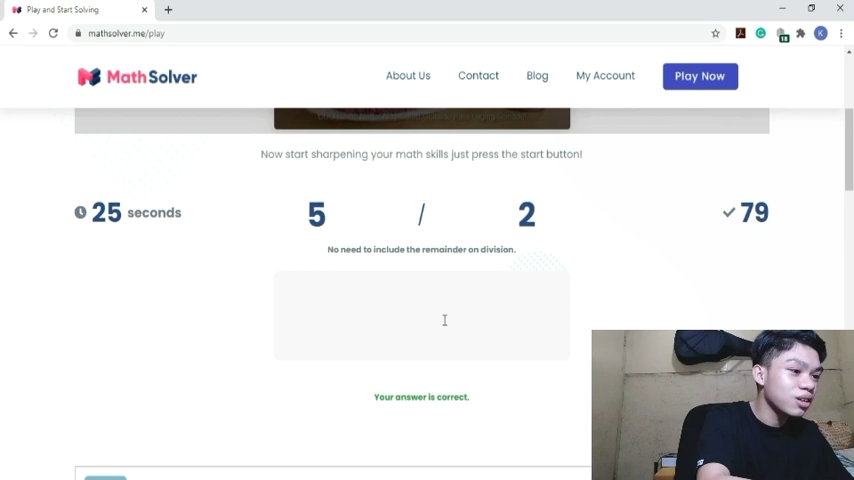 Play and Start Solving
mathsolver.me/play
K
MathSolver
About Us
Contact
Blog
My Account
Play Now
Now start sharpening your math skills just press the start button!
25 seconds
5 / 2
79
No need to include the remainder on division.
Your answer is correct.